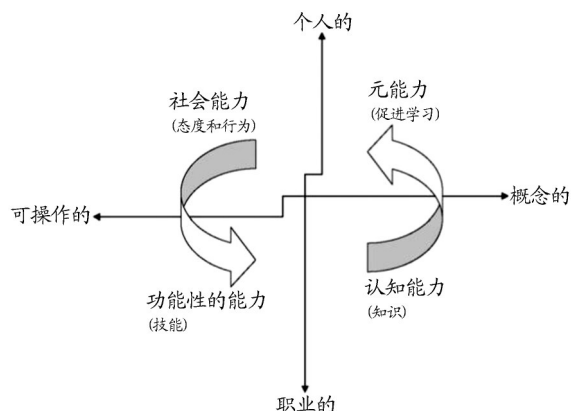 个人的
社会能力
(态度和行为)
元能力
(促进学习)
可操作的
概念的
功能性的能力
(技能)
认知能力
(知识)
职业的